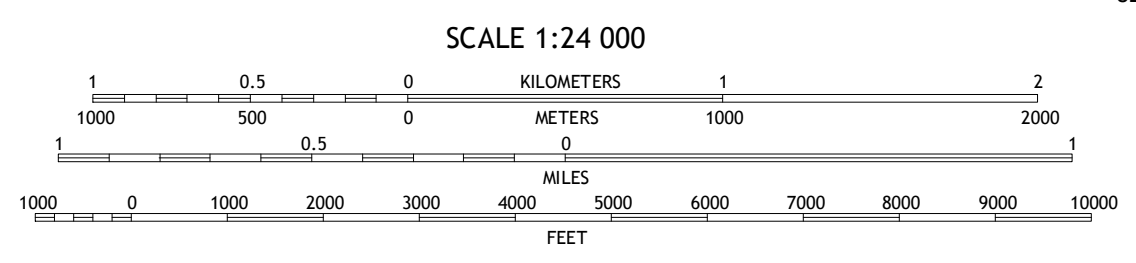 SCALE 1:24 000
1 0.5 0 KILOMETERS 1 2
1000 500 0 METERS 1000 2000
1 0.5 0 1
MILES
1000 0 1000 2000 3000 4000 5000 6000 7000 8000 9000 10000
FEET